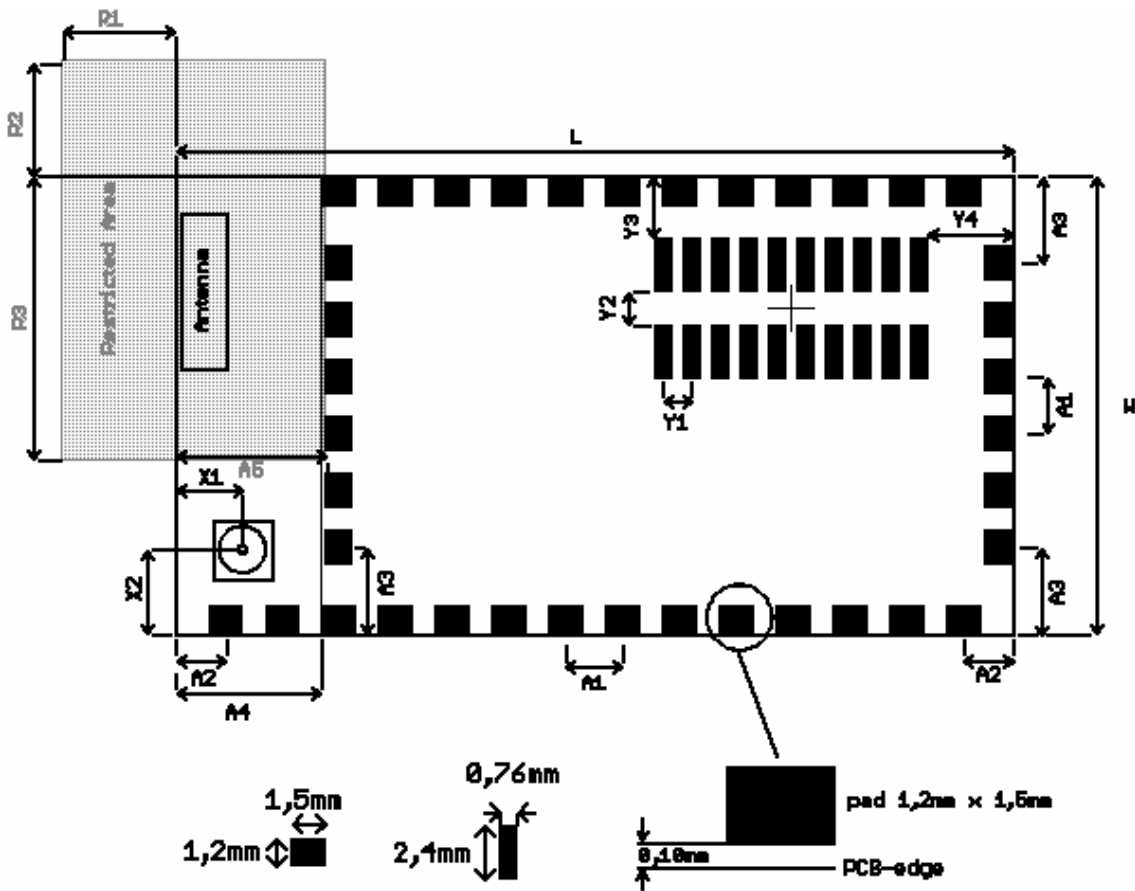 R1
R2
L
Restricted Area
R3
Antenna
Y3
Y4
A3
Y2
A1
Y1
A5
X1
X2
A3
A3
A2
A1
A2
A4
0,76mm
1,5mm
1,2mm
2,4mm
pad 1,2mm x 1,5mm
0,10mm
PCB-edge